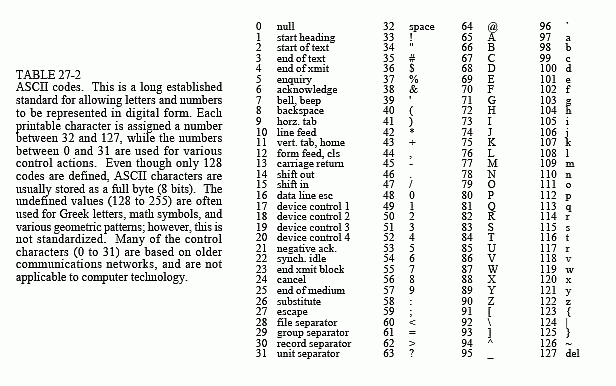 TABLE 27-2
ASCII codes. This is a long established
standard for allowing letters and numbers
to be represented in digital form. Each
printable character is assigned a number
between 32 and 127, while the numbers
between 0 and 31 are used for various
control actions. Even though only 128
codes are defined, ASCII characters are
usually stored as a full byte (8 bits). The
undefined values (128 to 255) are often
used for Greek letters, math symbols, and
various geometric patterns; however, this is
not standardized. Many of the control
characters (0 to 31) are based on older
communications networks, and are not
applicable to computer technology.
0 null 32 space 64 @ 96 `
1 start heading 33 ! 65 A 97 a
2 start of text 34 " 66 B 98 b
3 end of text 35 # 67 C 99 c
4 end of xmit 36 $ 68 D 100 d
5 enquiry 37 % 69 E 101 e
6 acknowledge 38 & 70 F 102 f
7 bell, beep 39 ' 71 G 103 g
8 backspace 40 ( 72 H 104 h
9 horz. tab 41 ) 73 I 105 i
10 line feed 42 * 74 J 106 j
11 vert. tab, home 43 + 75 K 107 k
12 form feed, cls 44 , 76 L 108 l
13 carriage return 45 - 77 M 109 m
14 shift out 46 . 78 N 110 n
15 shift in 47 / 79 O 111 o
16 data line esc 48 0 80 P 112 p
17 device control 1 49 1 81 Q 113 q
18 device control 2 50 2 82 R 114 r
19 device control 3 51 3 83 S 115 s
20 device control 4 52 4 84 T 116 t
21 negative ack. 53 5 85 U 117 r
22 synch. idle 54 6 86 V 118 v
23 end xmit block 55 7 87 W 119 w
24 cancel 56 8 88 X 120 x
25 end of medium 57 9 89 Y 121 y
26 substitute 58 : 90 Z 122 z
27 escape 59 ; 91 [ 123 {
28 file separator 60 < 92 \ 124 |
29 group separator 61 = 93 ] 125 }
30 record separator 62 > 94 ^ 126 ~
31 unit separator 63 ? 95 _ 127 del